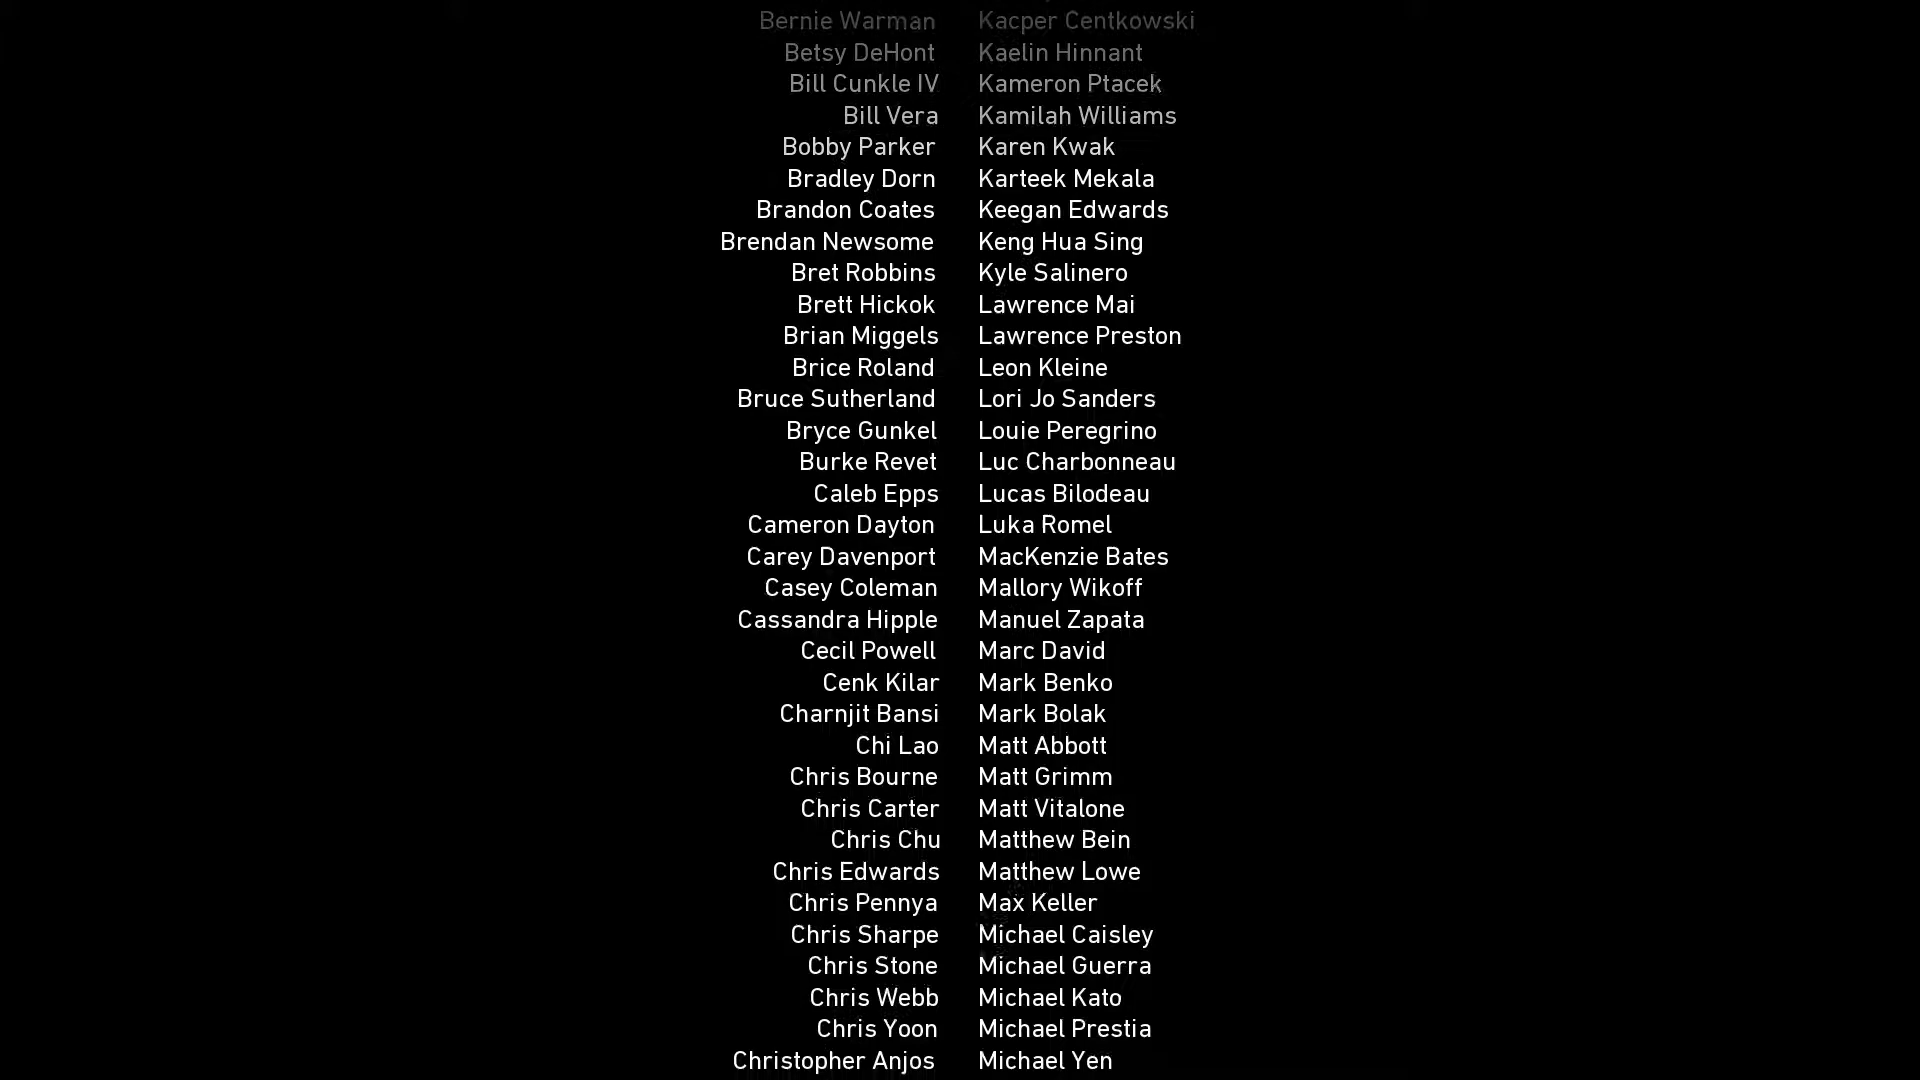 Bernie Warman Kacper Centkowski
Betsy DeHont Kaelin Hinnant
Bill Cunkle IV Kameron Ptacek
Bill Vera Kamilah Williams
Bobby Parker Karen Kwak
Bradley Dorn Karteek Mekala
Brandon Coates Keegan Edwards
Brendan Newsome Keng Hua Sing
Bret Robbins Kyle Salinero
Brett Hickok Lawrence Mai
Brian Miggels Lawrence Preston
Brice Roland Leon Kleine
Bruce Sutherland Lori Jo Sanders
Bryce Gunkel Louie Peregrino
Burke Revet Luc Charbonneau
Caleb Epps Lucas Bilodeau
Cameron Dayton Luka Romel
Carey Davenport MacKenzie Bates
Casey Coleman Mallory Wikoff
Cassandra Hipple Manuel Zapata
Cecil Powell Marc David
Cenk Kilar Mark Benko
Charnjit Bansi Mark Bolak
Chi Lao Matt Abbott
Chris Bourne Matt Grimm
Chris Carter Matt Vitalone
Chris Chu Matthew Bein
Chris Edwards Matthew Lowe
Chris Pennya Max Keller
Chris Sharpe Michael Caisley
Chris Stone Michael Guerra
Chris Webb Michael Kato
Chris Yoon Michael Prestia
Christopher Anjos Michael Yen